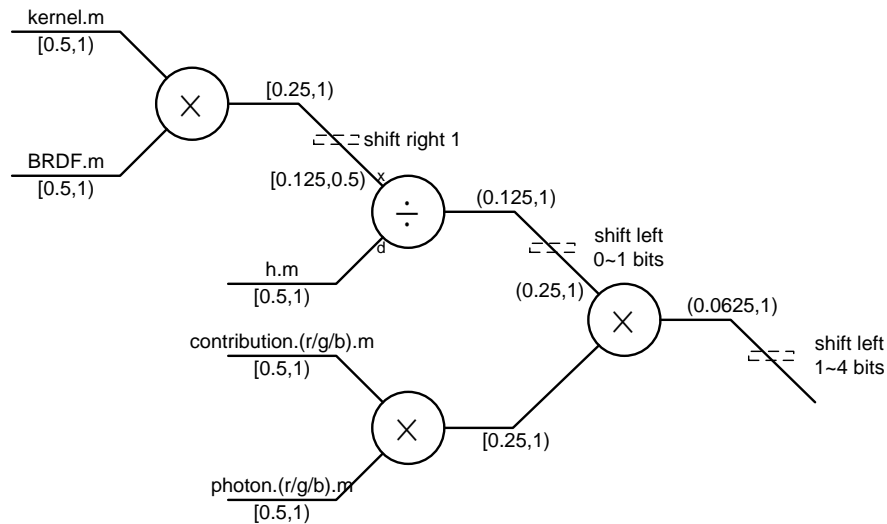 kernel.m
[0.5,1)
[0.25,1)
×
shift right 1
BRDF.m
[0.5,1)
[0.125,0.5)
x
÷
(0.125,1)
d
shift left
0~1 bits
h.m
[0.5,1)
(0.25,1)
×
(0.0625,1)
contribution.(r/g/b).m
[0.5,1)
shift left
1~4 bits
×
[0.25,1)
photon.(r/g/b).m
[0.5,1)